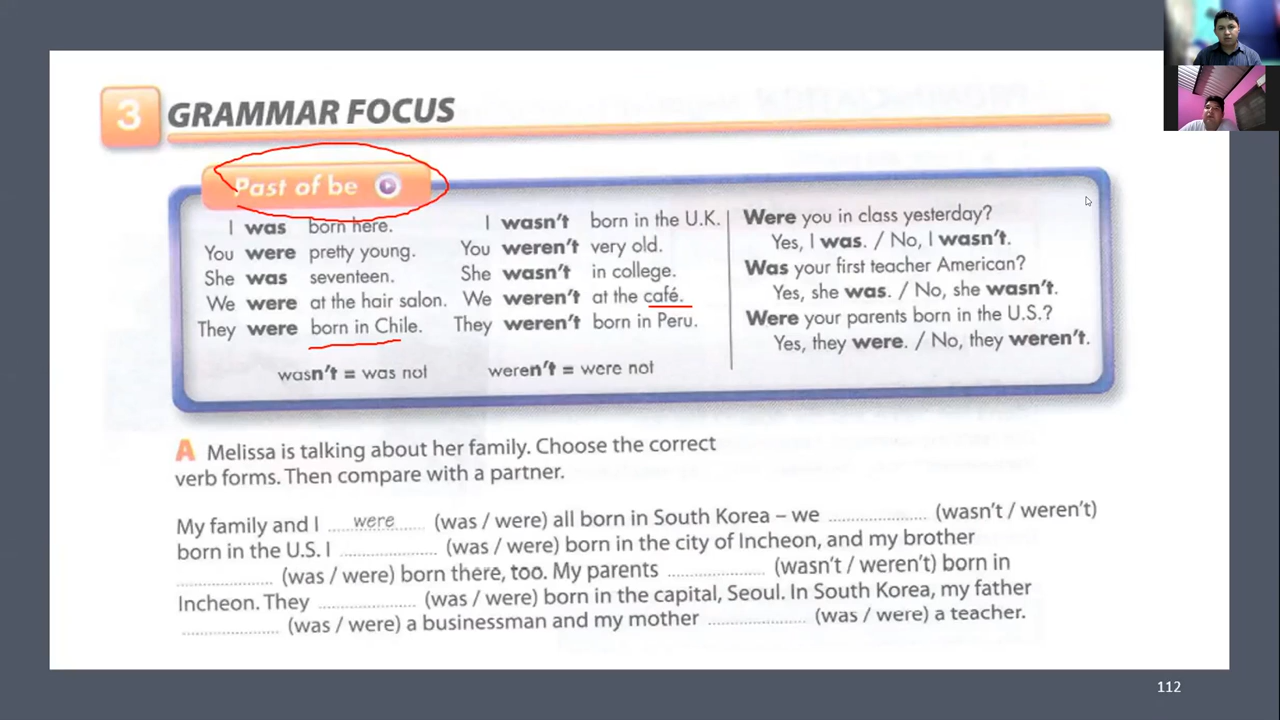 3 GRAMMAR FOCUS
Past of be
I was born here.
You were pretty young.
She was seventeen.
We were at the hair salon.
They were born in Chile.
wasn't = was not
I wasn't born in the U.K.
You weren't very old.
She wasn't in college.
We weren't at the café.
They weren't born in Peru.
weren't = were not
Were you in class yesterday?
Yes, I was. / No, I wasn't.
Was your first teacher American?
Yes, she was. / No, she wasn't.
Were your parents born in the U.S.?
Yes, they were. / No, they weren't.
A Melissa is talking about her family. Choose the correct
verb forms. Then compare with a partner.
My family and I were (was / were) all born in South Korea – we ............... (wasn't / weren't)
born in the U.S. I ............... (was / were) born in the city of Incheon, and my brother
............... (was / were) born there, too. My parents ............... (wasn't / weren't) born in
Incheon. They ............... (was / were) born in the capital, Seoul. In South Korea, my father
............... (was / were) a businessman and my mother ............... (was / were) a teacher.
112